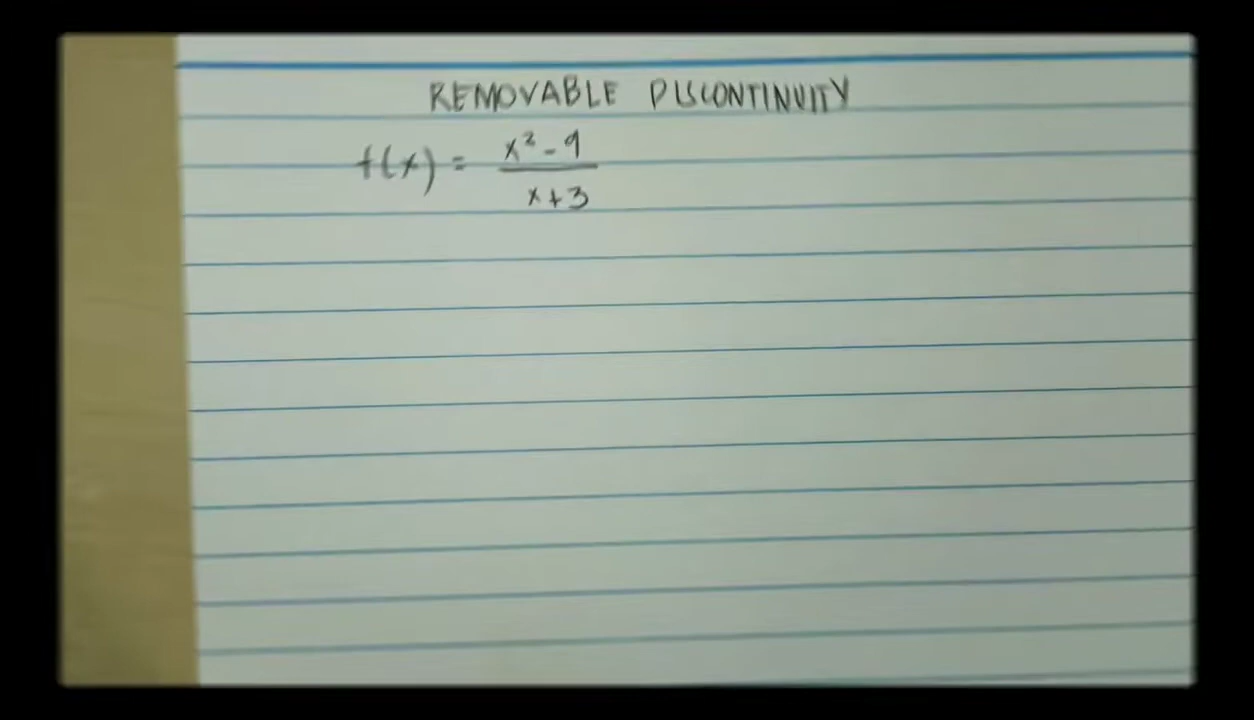 REMOVABLE DISCONTINUITY
f(x) = x² - 9
x + 3